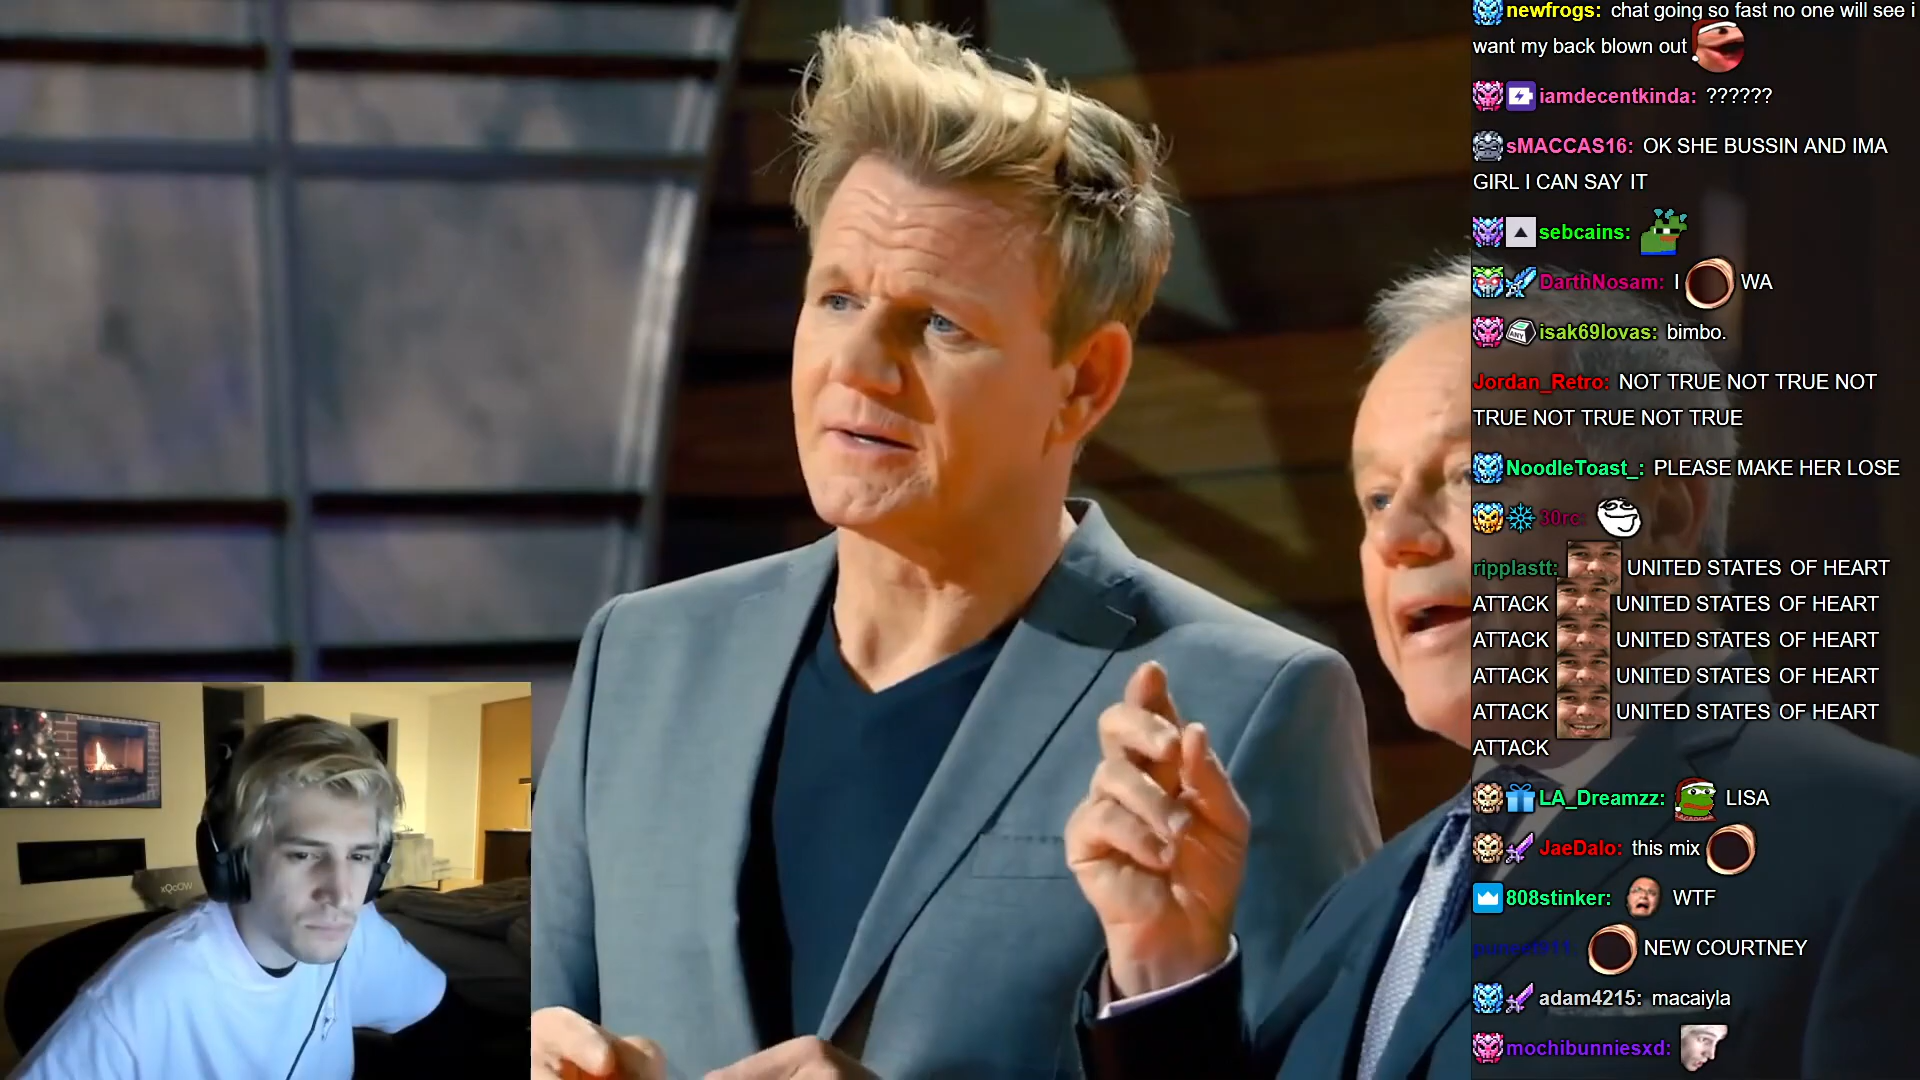 newfrogs: chat going so fast no one will see i
want my back blown out
iamdecentkinda: ??????
sMACCAS16: OK SHE BUSSIN AND IMA
GIRL I CAN SAY IT
sebcains:
DarthNosam: I WA
isak69lovas: bimbo.
Jordan_Retro: NOT TRUE NOT TRUE NOT
TRUE NOT TRUE NOT TRUE
NoodleToast_: PLEASE MAKE HER LOSE
30rc:
ripplastt: UNITED STATES OF HEART
ATTACK UNITED STATES OF HEART
ATTACK UNITED STATES OF HEART
ATTACK UNITED STATES OF HEART
ATTACK UNITED STATES OF HEART
ATTACK
LA_Dreamzz: LISA
JaeDalo: this mix
808stinker: WTF
NEW COURTNEY
adam4215: macaiyla
mochibunniesxd:
xQcOW